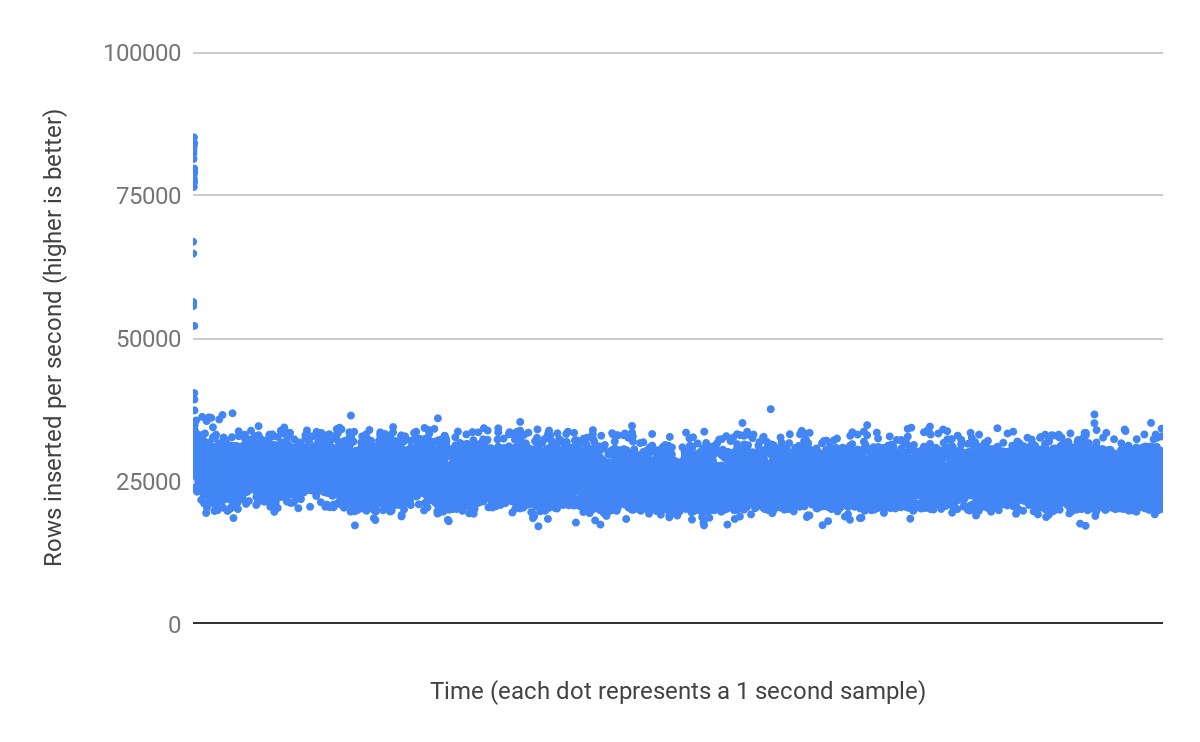 Rows inserted per second (higher is better)
100000
75000
50000
25000
0
Time (each dot represents a 1 second sample)